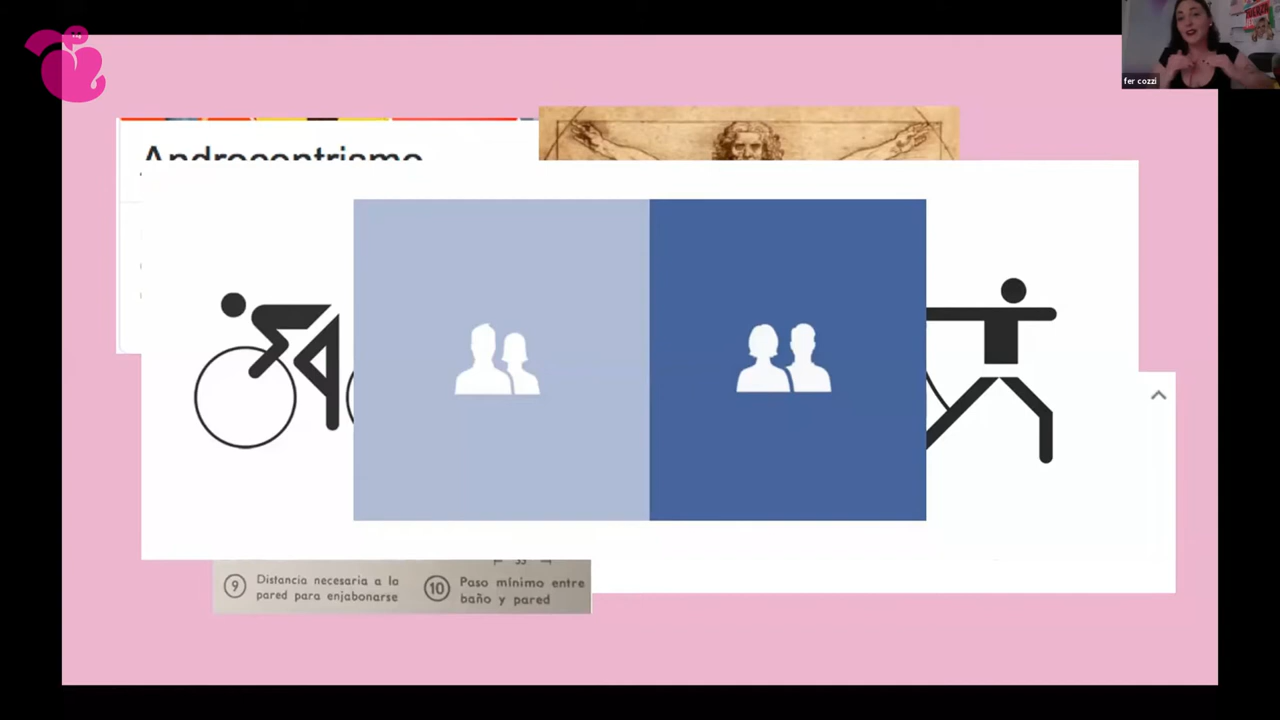 fer cozzi
Androcentrismo
9 Distancia necesaria a la
pared para enjabonarse
10 Paso mínimo entre
baño y pared